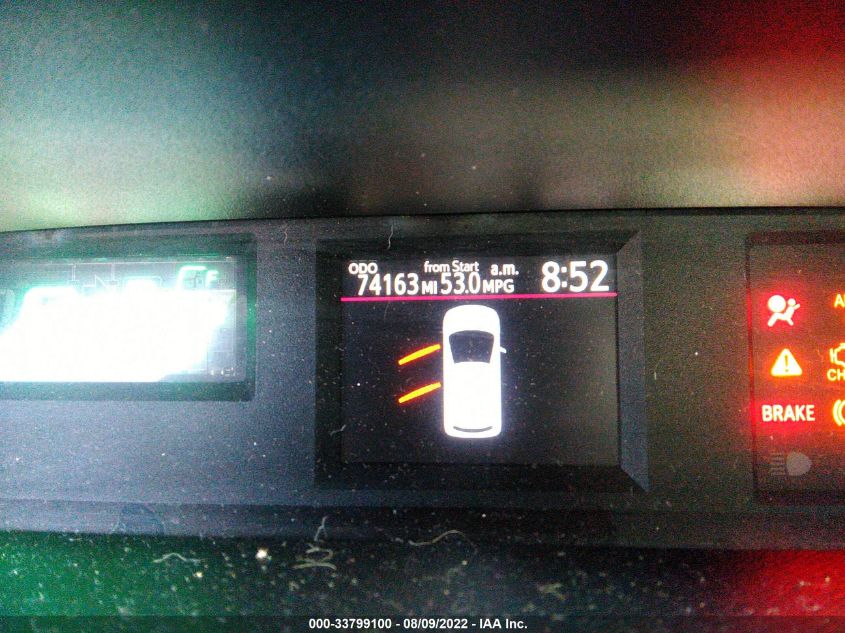 ODO from Start a.m. 8:52
74163 MI 53.0 MPG
BRAKE
000-33799100 - 08/09/2022 - IAA Inc.